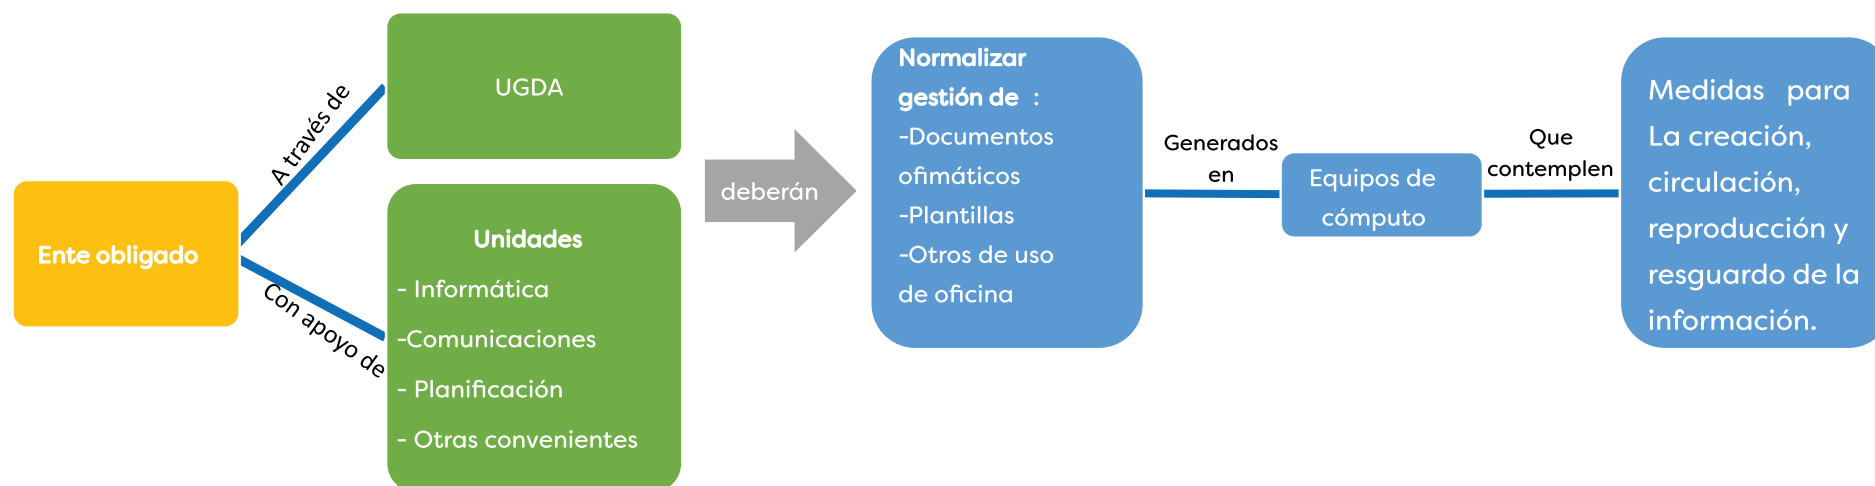 Ente obligado
A través de
UGDA
Con apoyo de
Unidades
- Informática
-Comunicaciones
- Planificación
- Otras convenientes
deberán
Normalizar
gestión de :
-Documentos
ofimáticos
-Plantillas
-Otros de uso
de oficina
Generados
en
Equipos de
cómputo
Que
contemplen
Medidas para
La creación,
circulación,
reproducción y
resguardo de la
información.